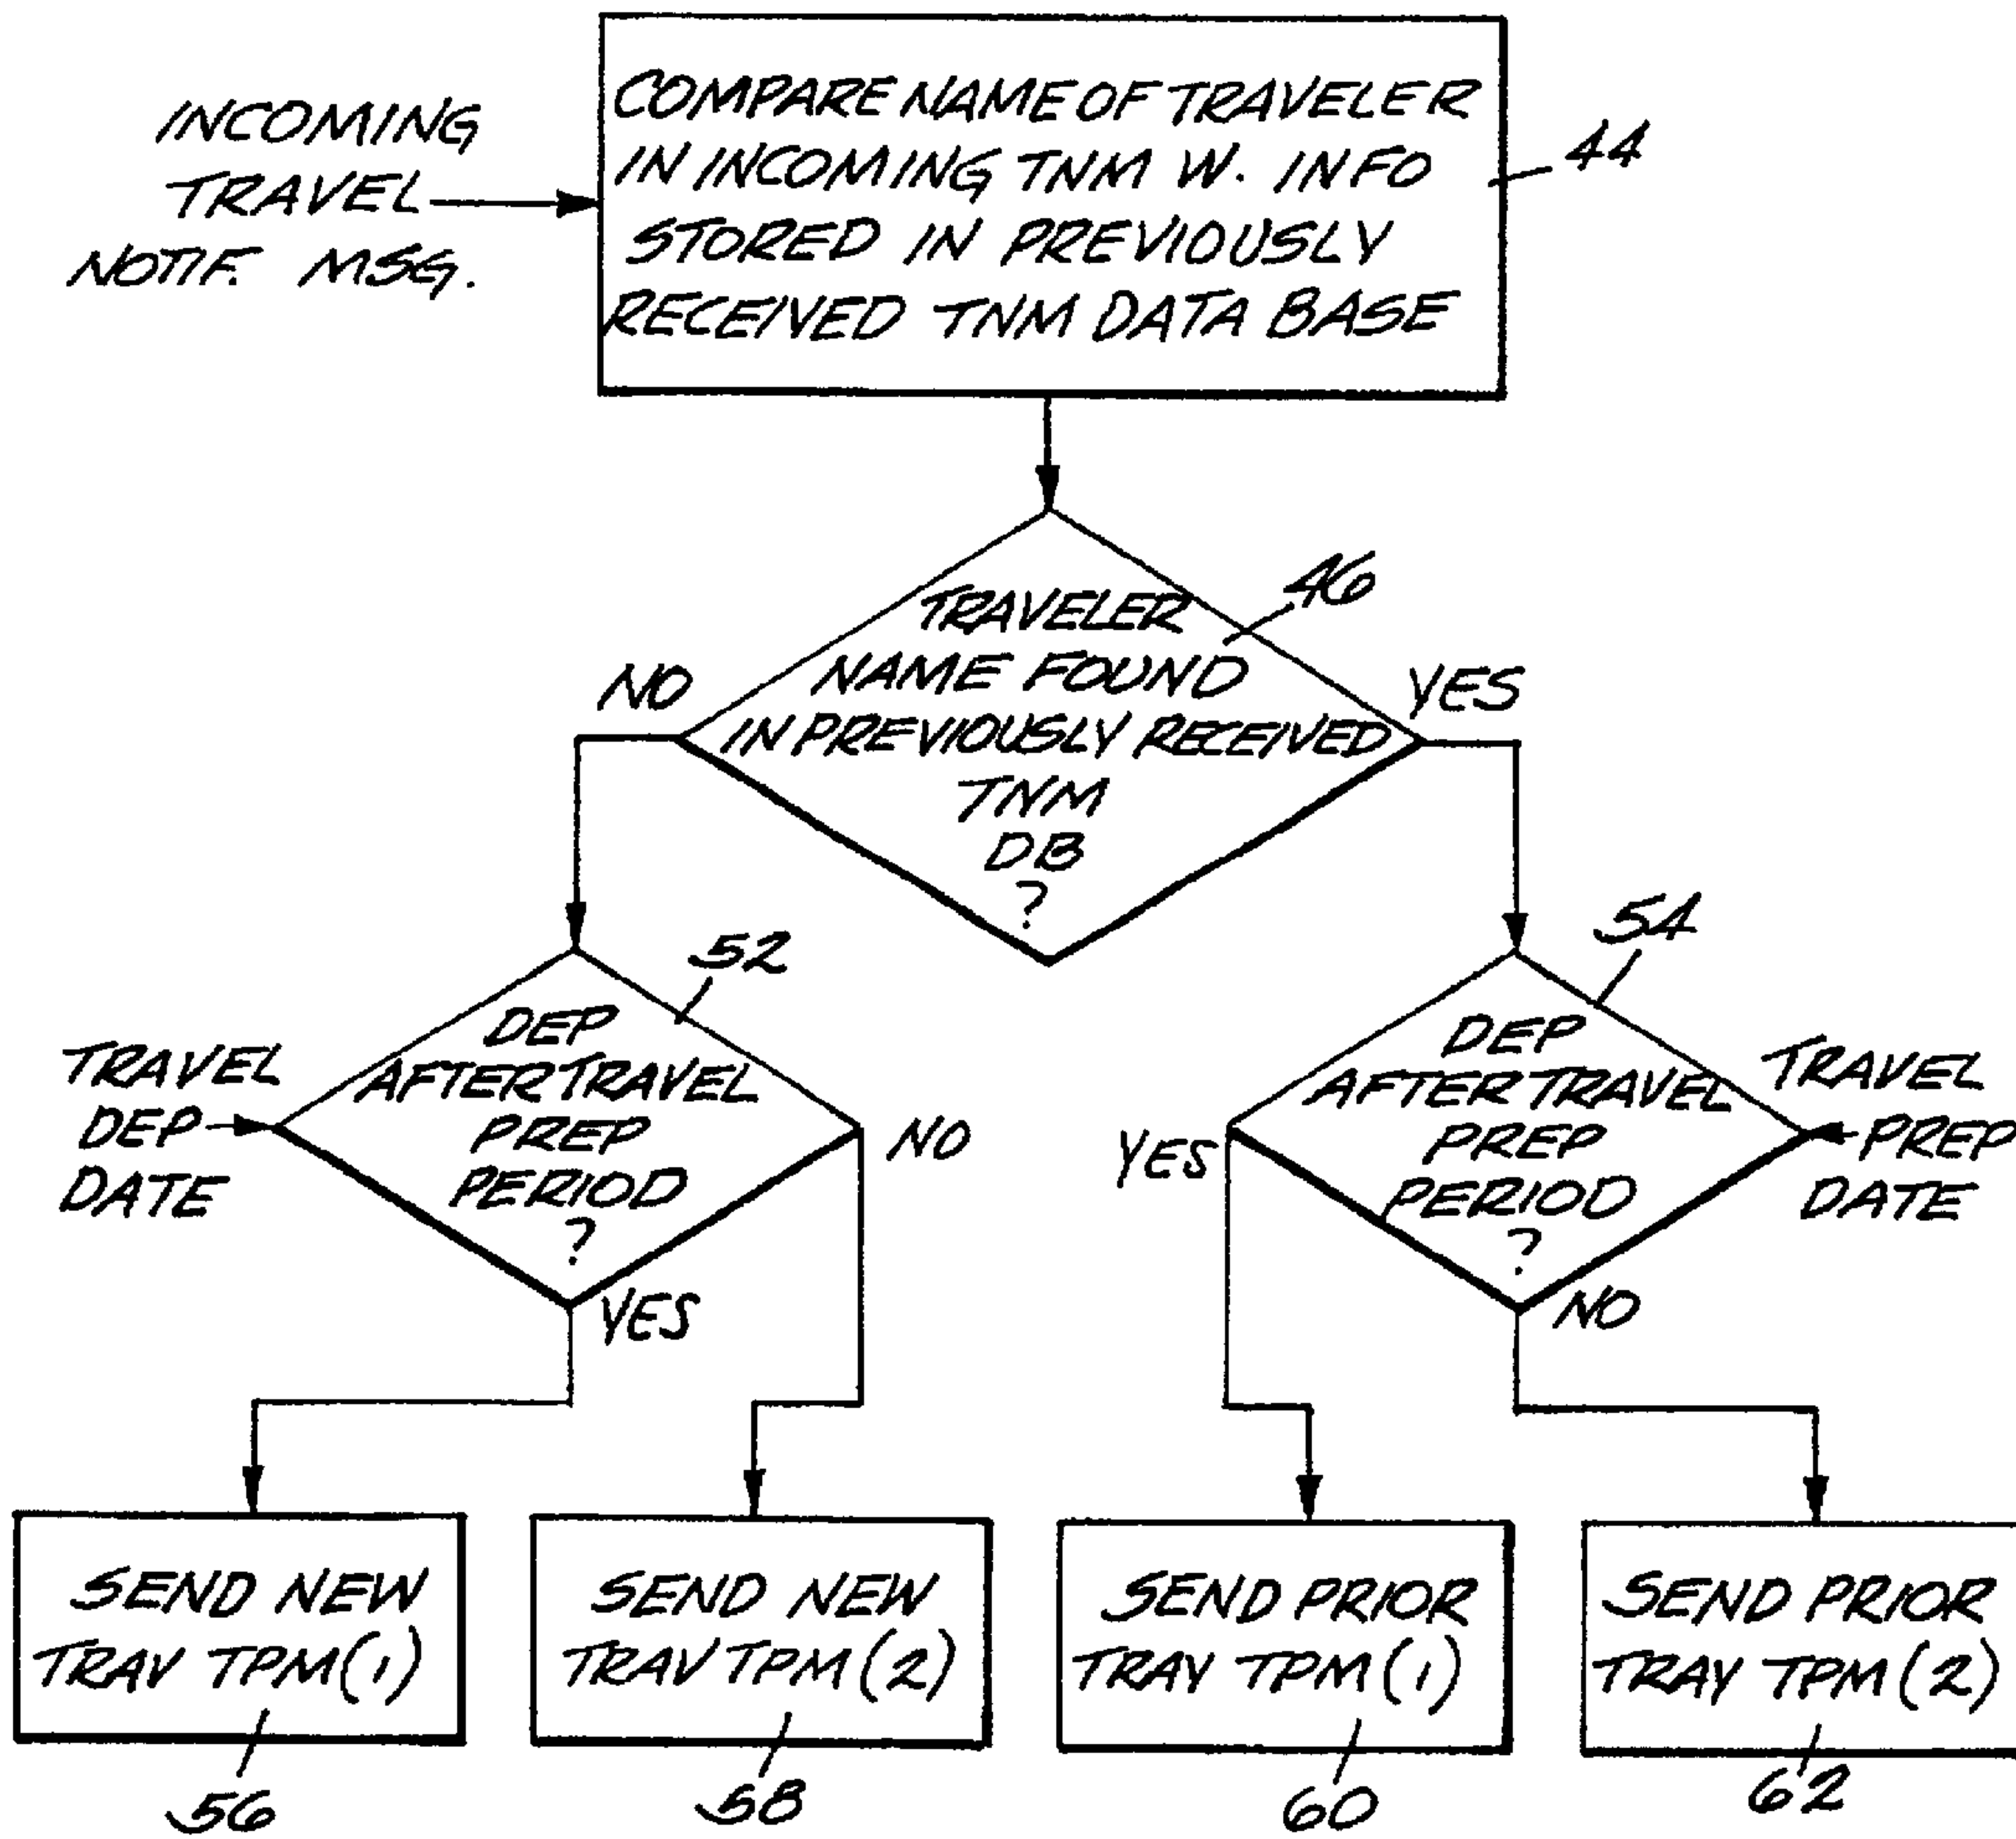 INCOMING
TRAVEL
NOTIF. MSG.
COMPARE NAME OF TRAVELER
IN INCOMING TNM W. INFO
STORED IN PREVIOUSLY
RECEIVED TNM DATA BASE
44
TRAVELER
NAME FOUND
IN PREVIOUSLY RECEIVED
TNM
DB
?
46
NO
YES
DEP
AFTER TRAVEL
PREP
PERIOD
?
52
TRAVEL
DEP
DATE
NO
YES
DEP
AFTER TRAVEL
PREP
PERIOD
?
54
TRAVEL
PREP
DATE
YES
NO
SEND NEW
TRAV TPM(1)
56
SEND NEW
TRAV TPM(2)
58
SEND PRIOR
TRAY TPM(1)
60
SEND PRIOR
TRAY TPM(2)
62